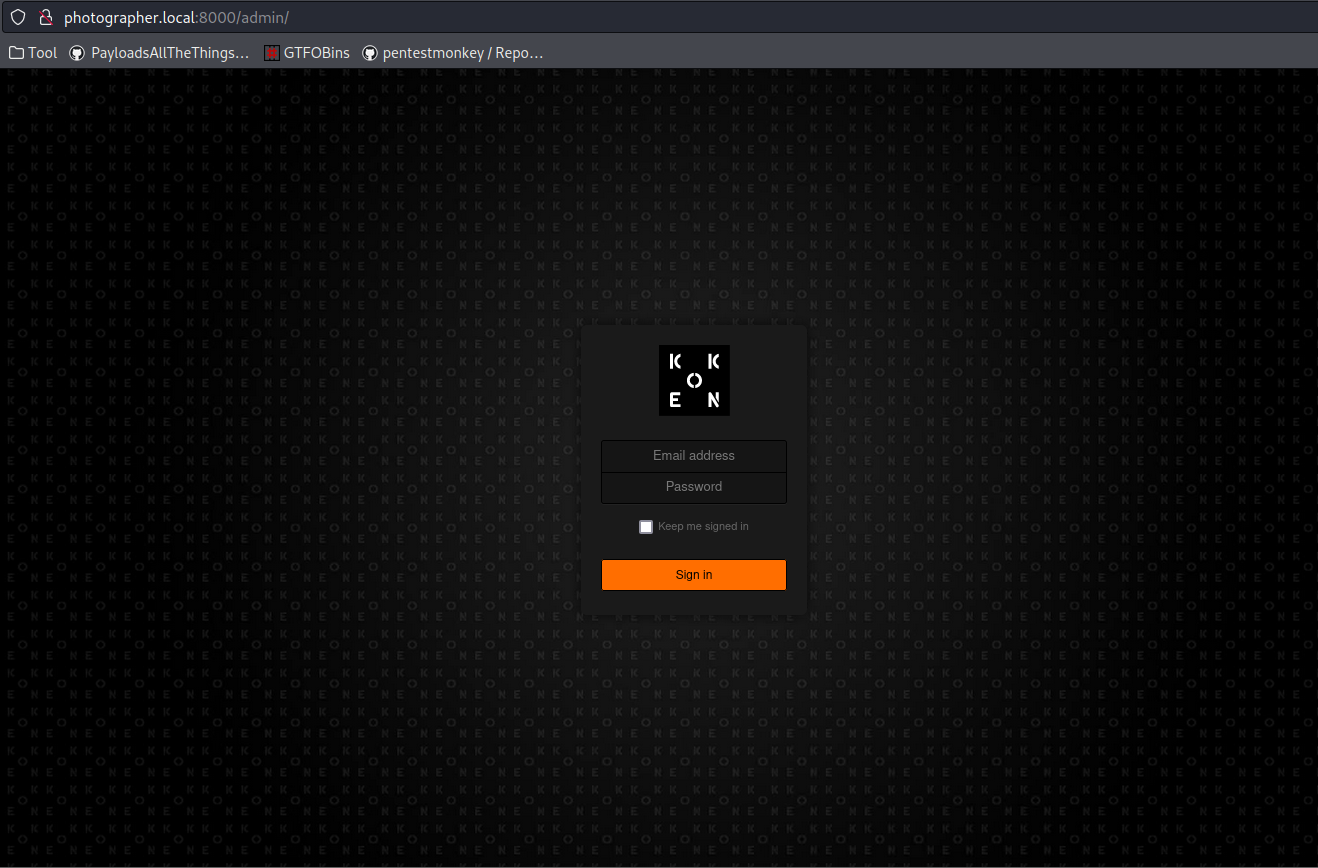 photographer.local:8000/admin/
Tool PayloadsAllTheThings… GTFOBins pentestmonkey / Repo…
K K
O
E N
Email address
Password
Keep me signed in
Sign in